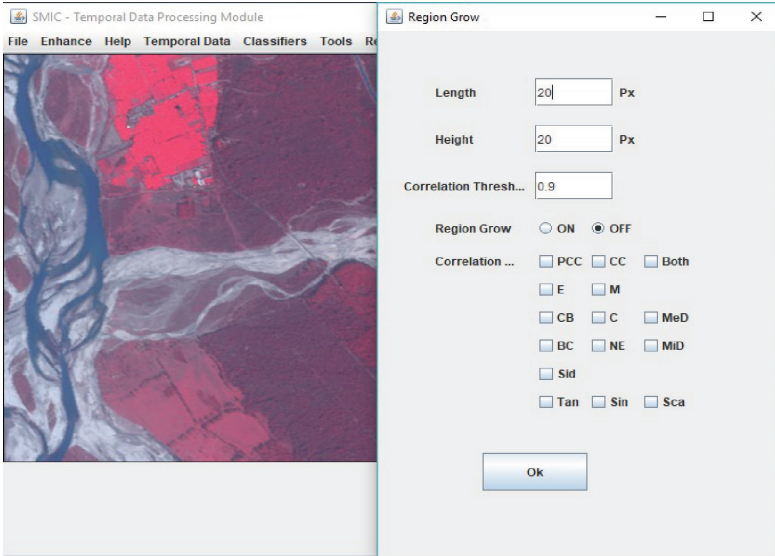 SMIC - Temporal Data Processing Module
File Enhance Help Temporal Data Classifiers Tools Re
Region Grow
Length 20 Px
Height 20 Px
Correlation Thresh... 0.9
Region Grow ON OFF
Correlation ... PCC CC Both
E M
CB C MeD
BC NE MiD
Sid
Tan Sin Sca
Ok